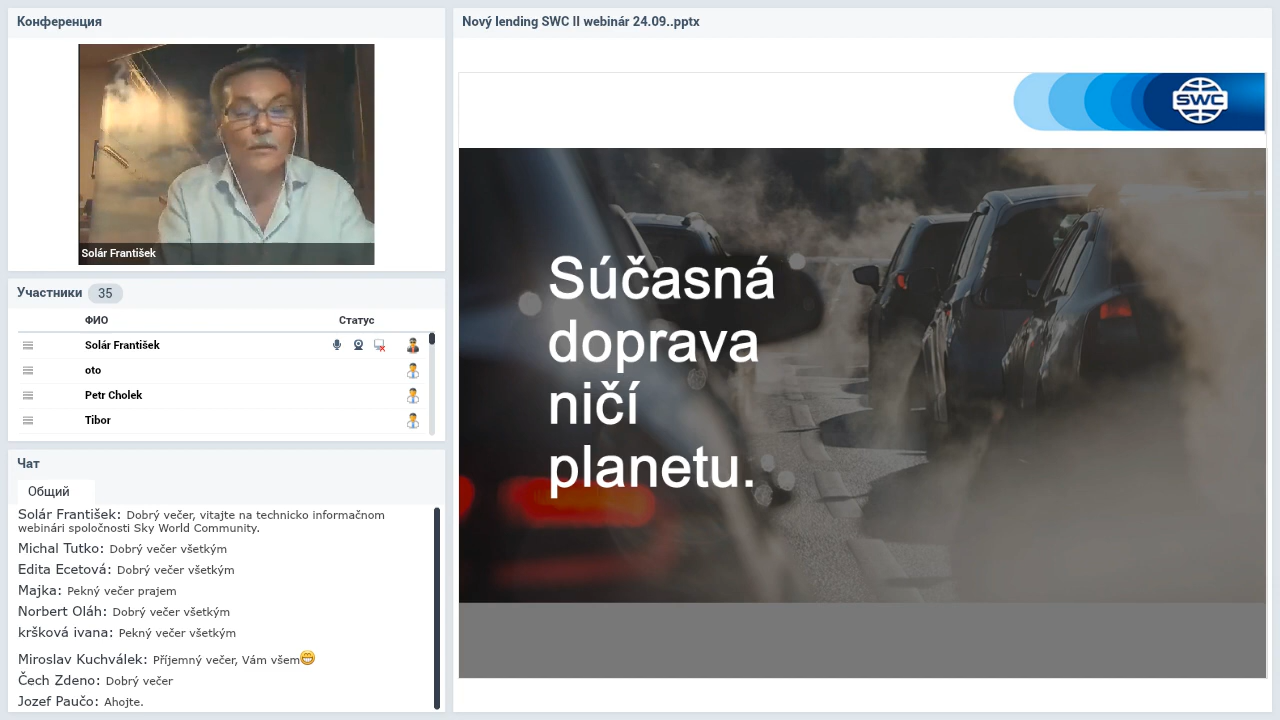 Конференция
Solár František
Участники 35
ФИО Статус
Solár František
oto
Petr Cholek
Tibor
Чат
Общий
Solár František: Dobrý večer, vitajte na technicko informačnom
webinári spoločnosti Sky World Community.
Michal Tutko: Dobrý večer všetkým
Edita Ecetová: Dobrý večer všetkým
Majka: Pekný večer prajem
Norbert Oláh: Dobrý večer všetkým
kršková ivana: Pekný večer všetkým
Miroslav Kuchválek: Příjemný večer, Vám všem
Čech Zdeno: Dobrý večer
Jozef Paučo: Ahojte.
Nový lending SWC II webinár 24.09..pptx
SWC
Súčasná
doprava
ničí
planetu.